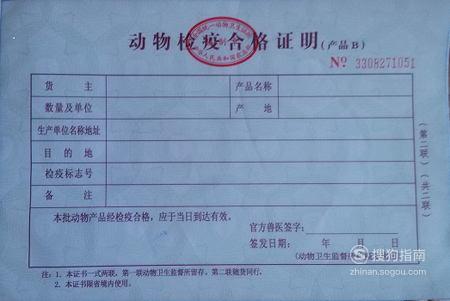 动物检疫合格证明(产品B)
No 3308271051
货主
产品名称
数量及单位
产地
生产单位名称地址
目的地
检疫标志号
备注
本批动物产品经检疫合格，应于当日到达有效。
官方兽医签字：
签发日期： 年 月 日
(动物卫生监督
(第二联)
(共二联)
注：1. 本证书一式两联，第一联动物卫生监督所留存，第二联随货同行。
2. 本证书限省境内使用。
搜狗指南
zhinan.sogou.com